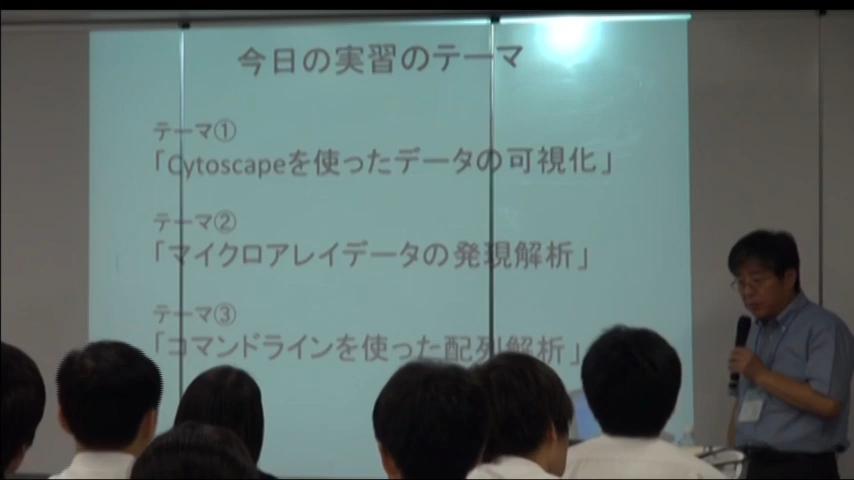 今日の実習のテーマ
テーマ①
「Cytoscapeを使ったデータの可視化」
テーマ②
「マイクロアレイデータの発現解析」
テーマ③
「コマンドラインを使った配列解析」